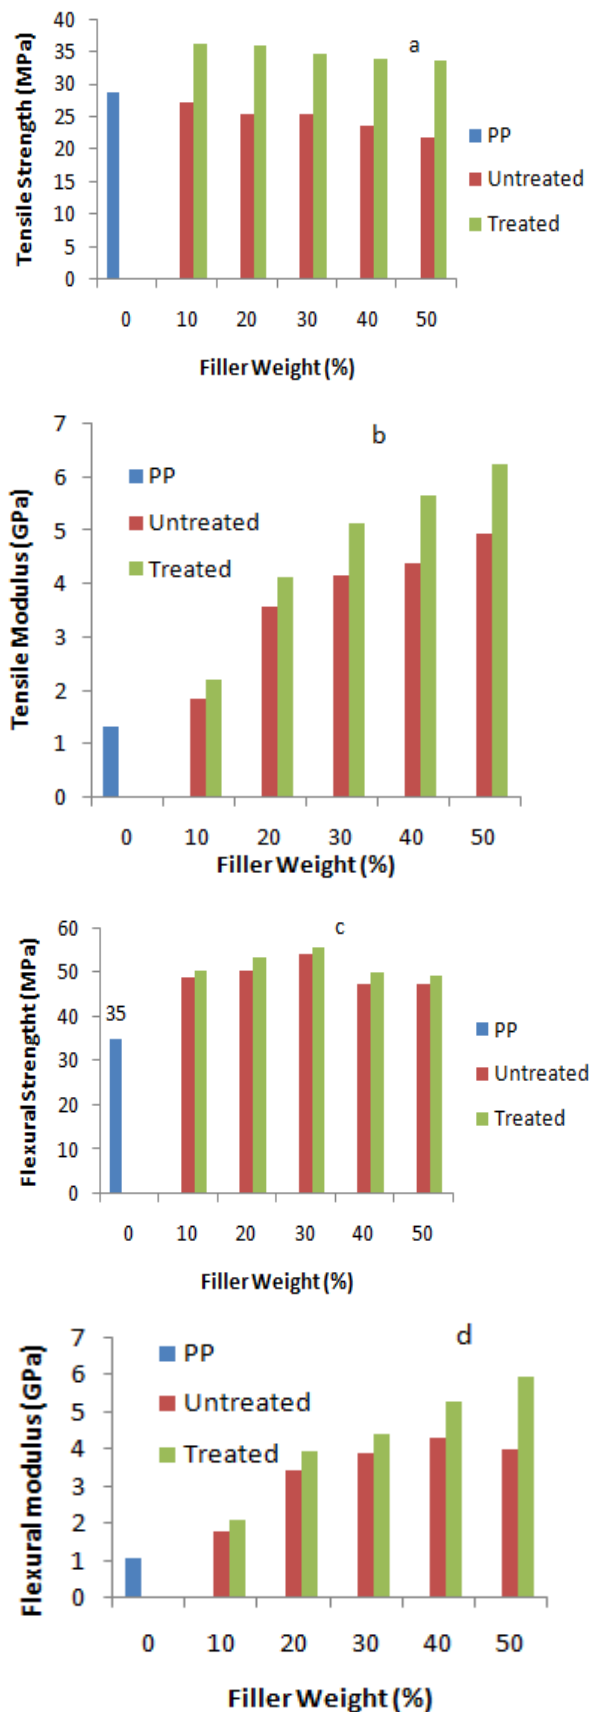 40
a
35
30
25
20
15
10
5
0
Tensile Strength (MPa)
PP
Untreated
Treated
0 10 20 30 40 50
Filler Weight (%)
7
b
6
5
4
3
2
1
0
Tensile Modulus (GPa)
PP
Untreated
Treated
0 10 20 30 40 50
Filler Weight (%)
60
c
50
40
35
30
20
10
0
Flexural Strengtht (MPa)
PP
Untreated
Treated
0 10 20 30 40 50
Filler Weight (%)
7
d
6
5
4
3
2
1
0
Flexural modulus (GPa)
PP
Untreated
Treated
0 10 20 30 40 50
Filler Weight (%)